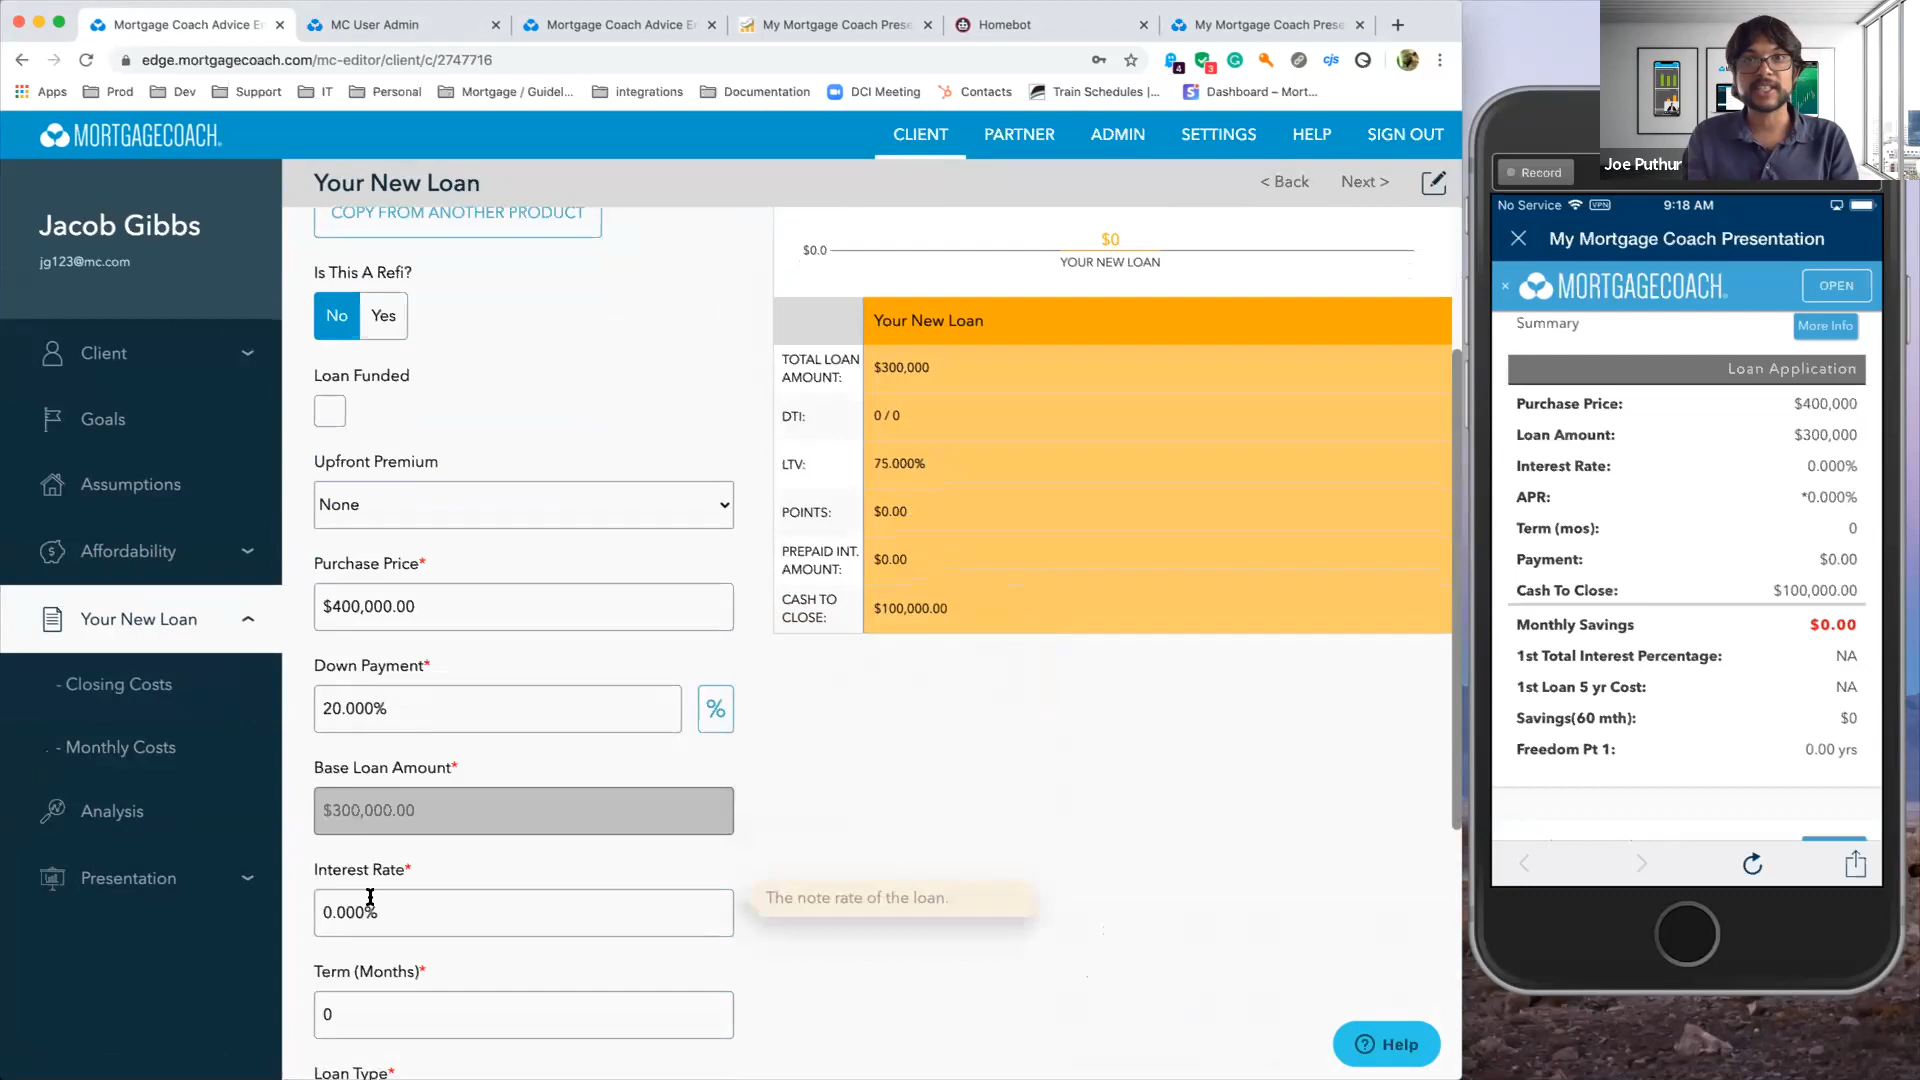 Mortgage Coach Advice E
MC User Admin
Mortgage Coach Advice E
My Mortgage Coach Prese
Homebot
My Mortgage Coach Prese
edge.mortgagecoach.com/mc-editor/client/c/2747716
4
3
cjs
Apps
Prod
Dev
Support
IT
Personal
Mortgage / Guidel...
integrations
Documentation
DCI Meeting
Contacts
Train Schedules |...
Dashboard – Mort...
MORTGAGECOACH.
CLIENT
PARTNER
ADMIN
SETTINGS
HELP
SIGN OUT
Jacob Gibbs
jg123@mc.com
Client
Goals
Assumptions
Affordability
Your New Loan
- Closing Costs
- Monthly Costs
Analysis
Presentation
Your New Loan
< Back
Next >
COPY FROM ANOTHER PRODUCT
Is This A Refi?
No
Yes
Loan Funded
Upfront Premium
None
Purchase Price*
$400,000.00
Down Payment*
20.000%
%
Base Loan Amount*
$300,000.00
Interest Rate*
0.000%
The note rate of the loan.
Term (Months)*
0
Loan Type*
$0
$0.0
YOUR NEW LOAN
Your New Loan
TOTAL LOAN
AMOUNT:
$300,000
DTI:
0 / 0
LTV:
75.000%
POINTS:
$0.00
PREPAID INT.
AMOUNT:
$0.00
CASH TO
CLOSE:
$100,000.00
Help
Joe Puthur
Record
No Service
VPN
9:18 AM
My Mortgage Coach Presentation
MORTGAGECOACH.
OPEN
Summary
More Info
Loan Application
Purchase Price: $400,000
Loan Amount: $300,000
Interest Rate: 0.000%
APR: *0.000%
Term (mos): 0
Payment: $0.00
Cash To Close: $100,000.00
Monthly Savings $0.00
1st Total Interest Percentage: NA
1st Loan 5 yr Cost: NA
Savings(60 mth): $0
Freedom Pt 1: 0.00 yrs